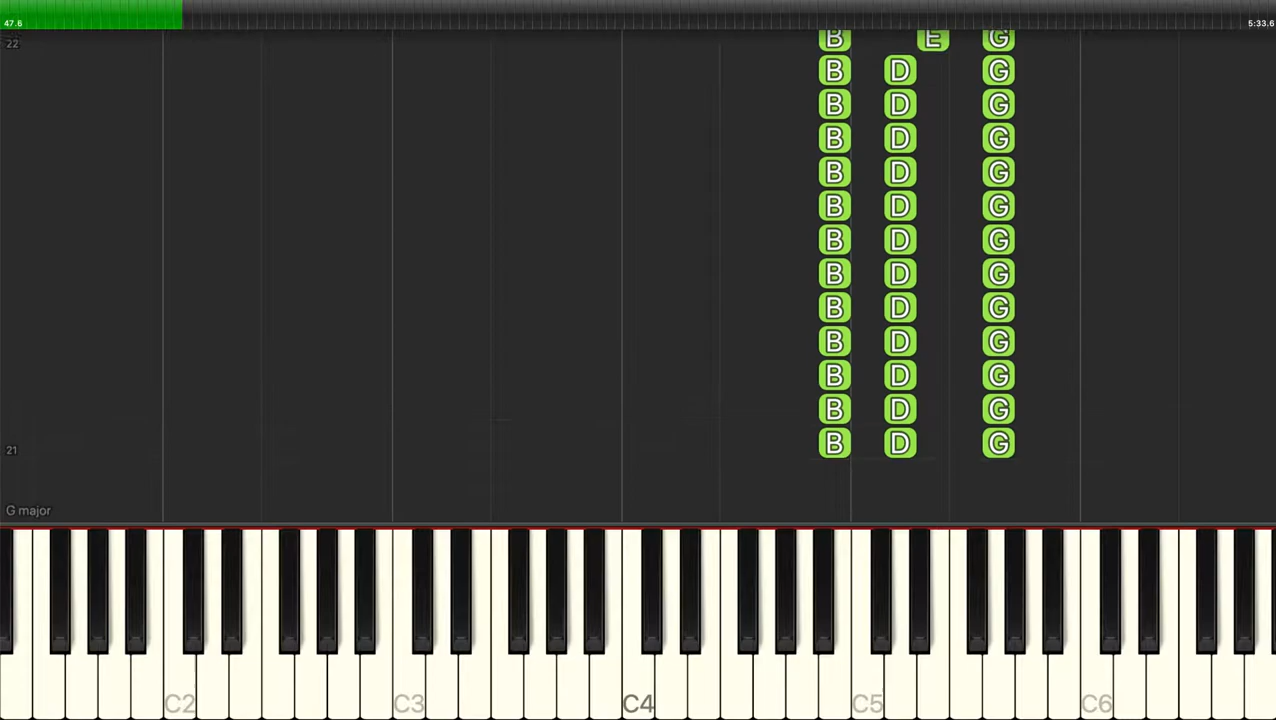 47.6 5:33.6
22 B E G
B D G
B D G
B D G
B D G
B D G
B D G
B D G
B D G
B D G
B D G
B D G
21 B D G
G major
C2 C3 C4 C5 C6